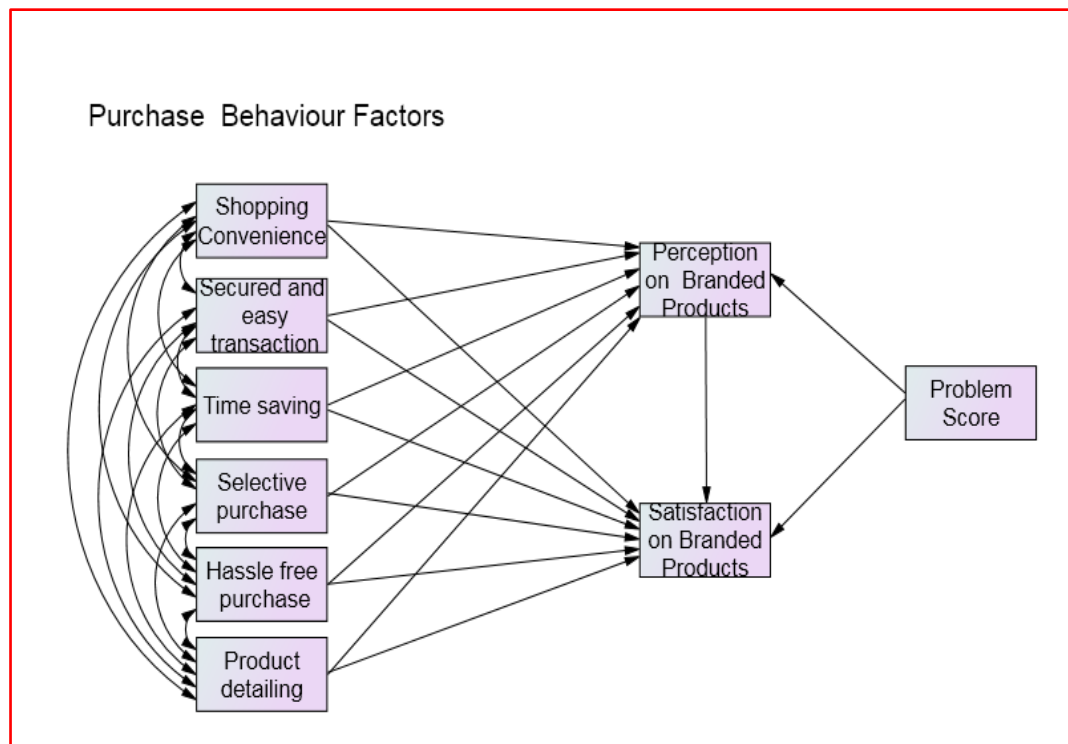 Purchase Behaviour Factors
Shopping
Convenience
Secured and
easy
transaction
Time saving
Selective
purchase
Hassle free
purchase
Product
detailing
Perception
on Branded
Products
Satisfaction
on Branded
Products
Problem
Score